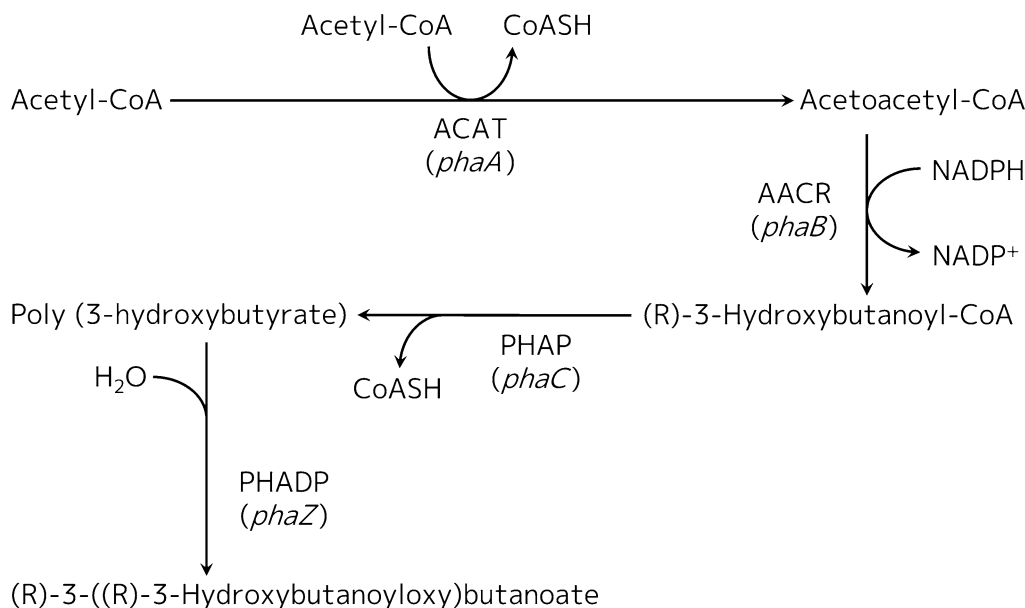 Acetyl-CoA CoASH
Acetyl-CoA Acetoacetyl-CoA
ACAT
(phaA)
NADPH
AACR
(phaB)
NADP⁺
Poly (3-hydroxybutyrate) (R)-3-Hydroxybutanoyl-CoA
PHAP
(phaC)
H₂O
CoASH
PHADP
(phaZ)
(R)-3-((R)-3-Hydroxybutanoyloxy)butanoate